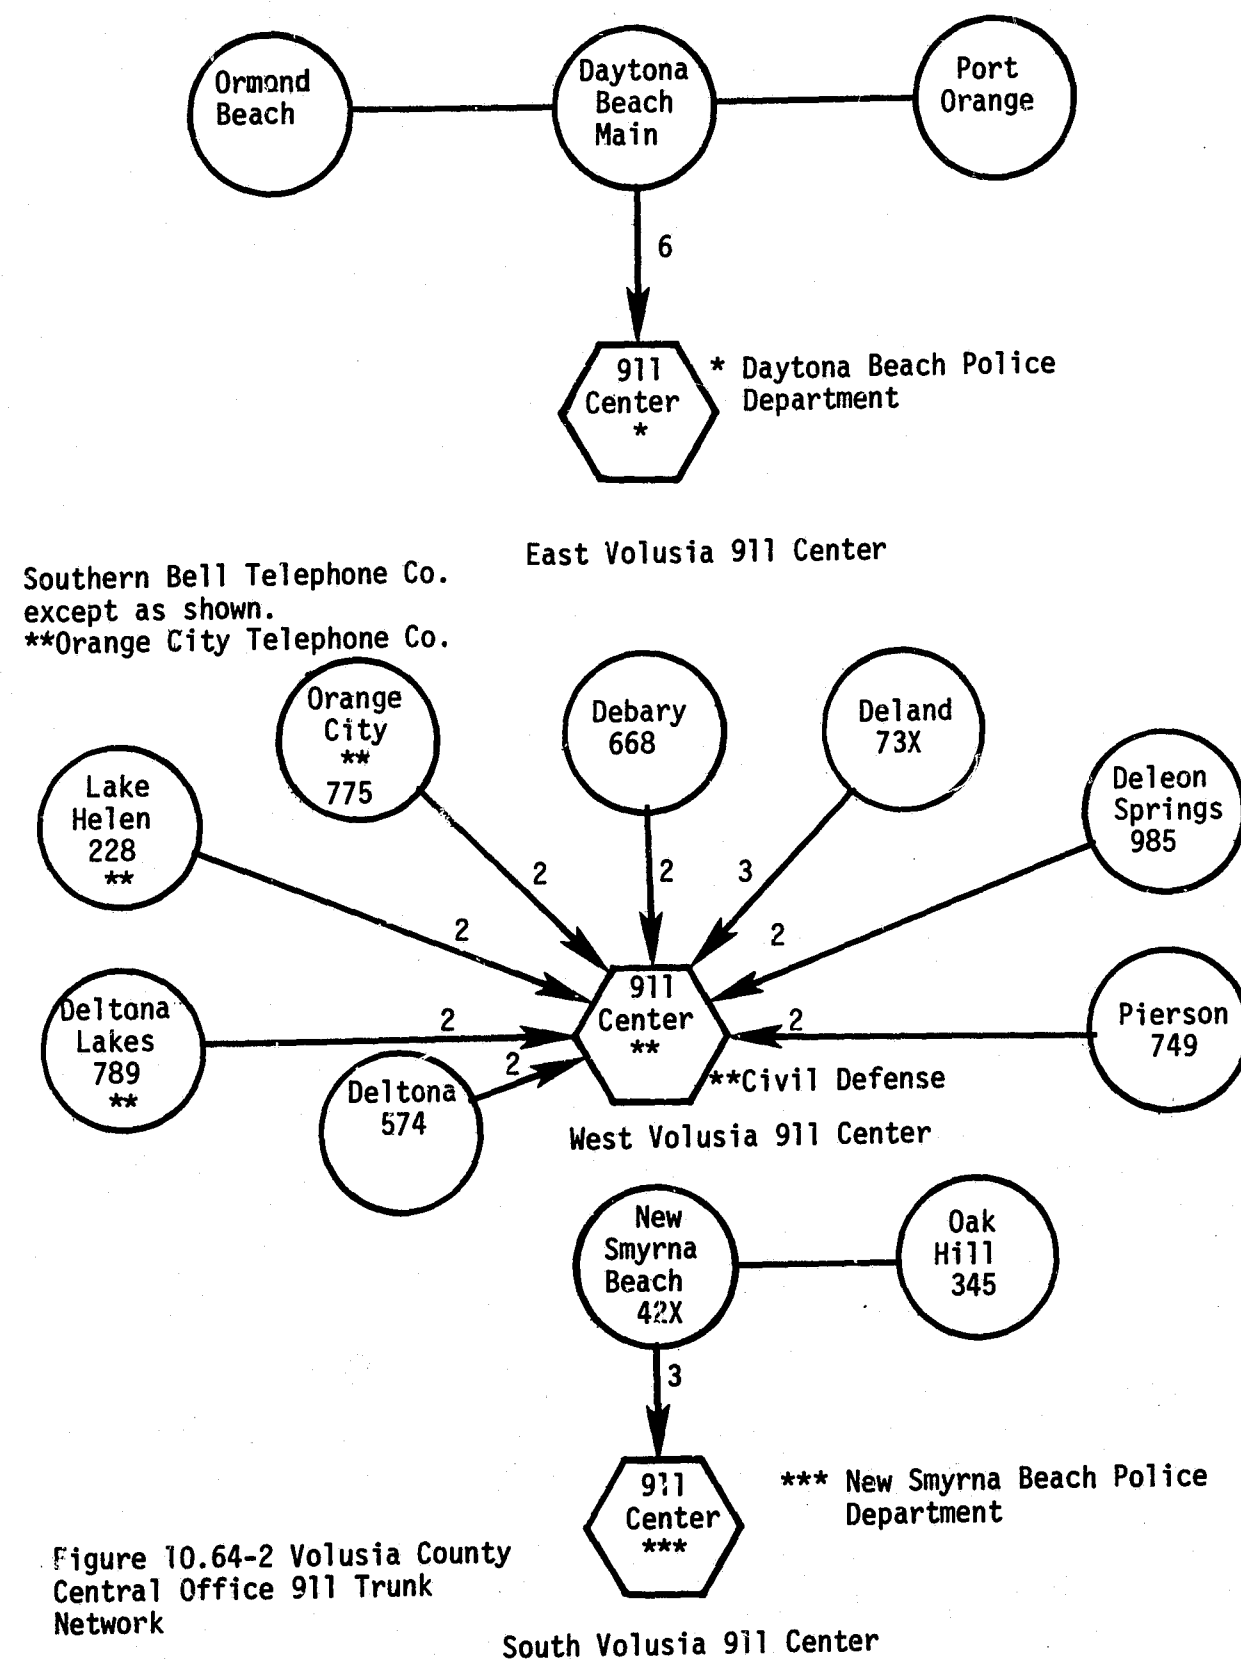 Ormond
Beach
Daytona
Beach
Main
Port
Orange
6
911
Center
*
* Daytona Beach Police
Department
East Volusia 911 Center
Southern Bell Telephone Co.
except as shown.
**Orange City Telephone Co.
Orange
City
**
775
Debary
668
Deland
73X
Lake
Helen
228
**
Deleon
Springs
985
2
2
3
2
2
Deltona
Lakes
789
**
2
911
Center
**
2
Pierson
749
2
Deltona
574
**Civil Defense
West Volusia 911 Center
New
Smyrna
Beach
42X
Oak
Hill
345
3
911
Center
***
*** New Smyrna Beach Police
Department
Figure 10.64-2 Volusia County
Central Office 911 Trunk
Network
South Volusia 911 Center